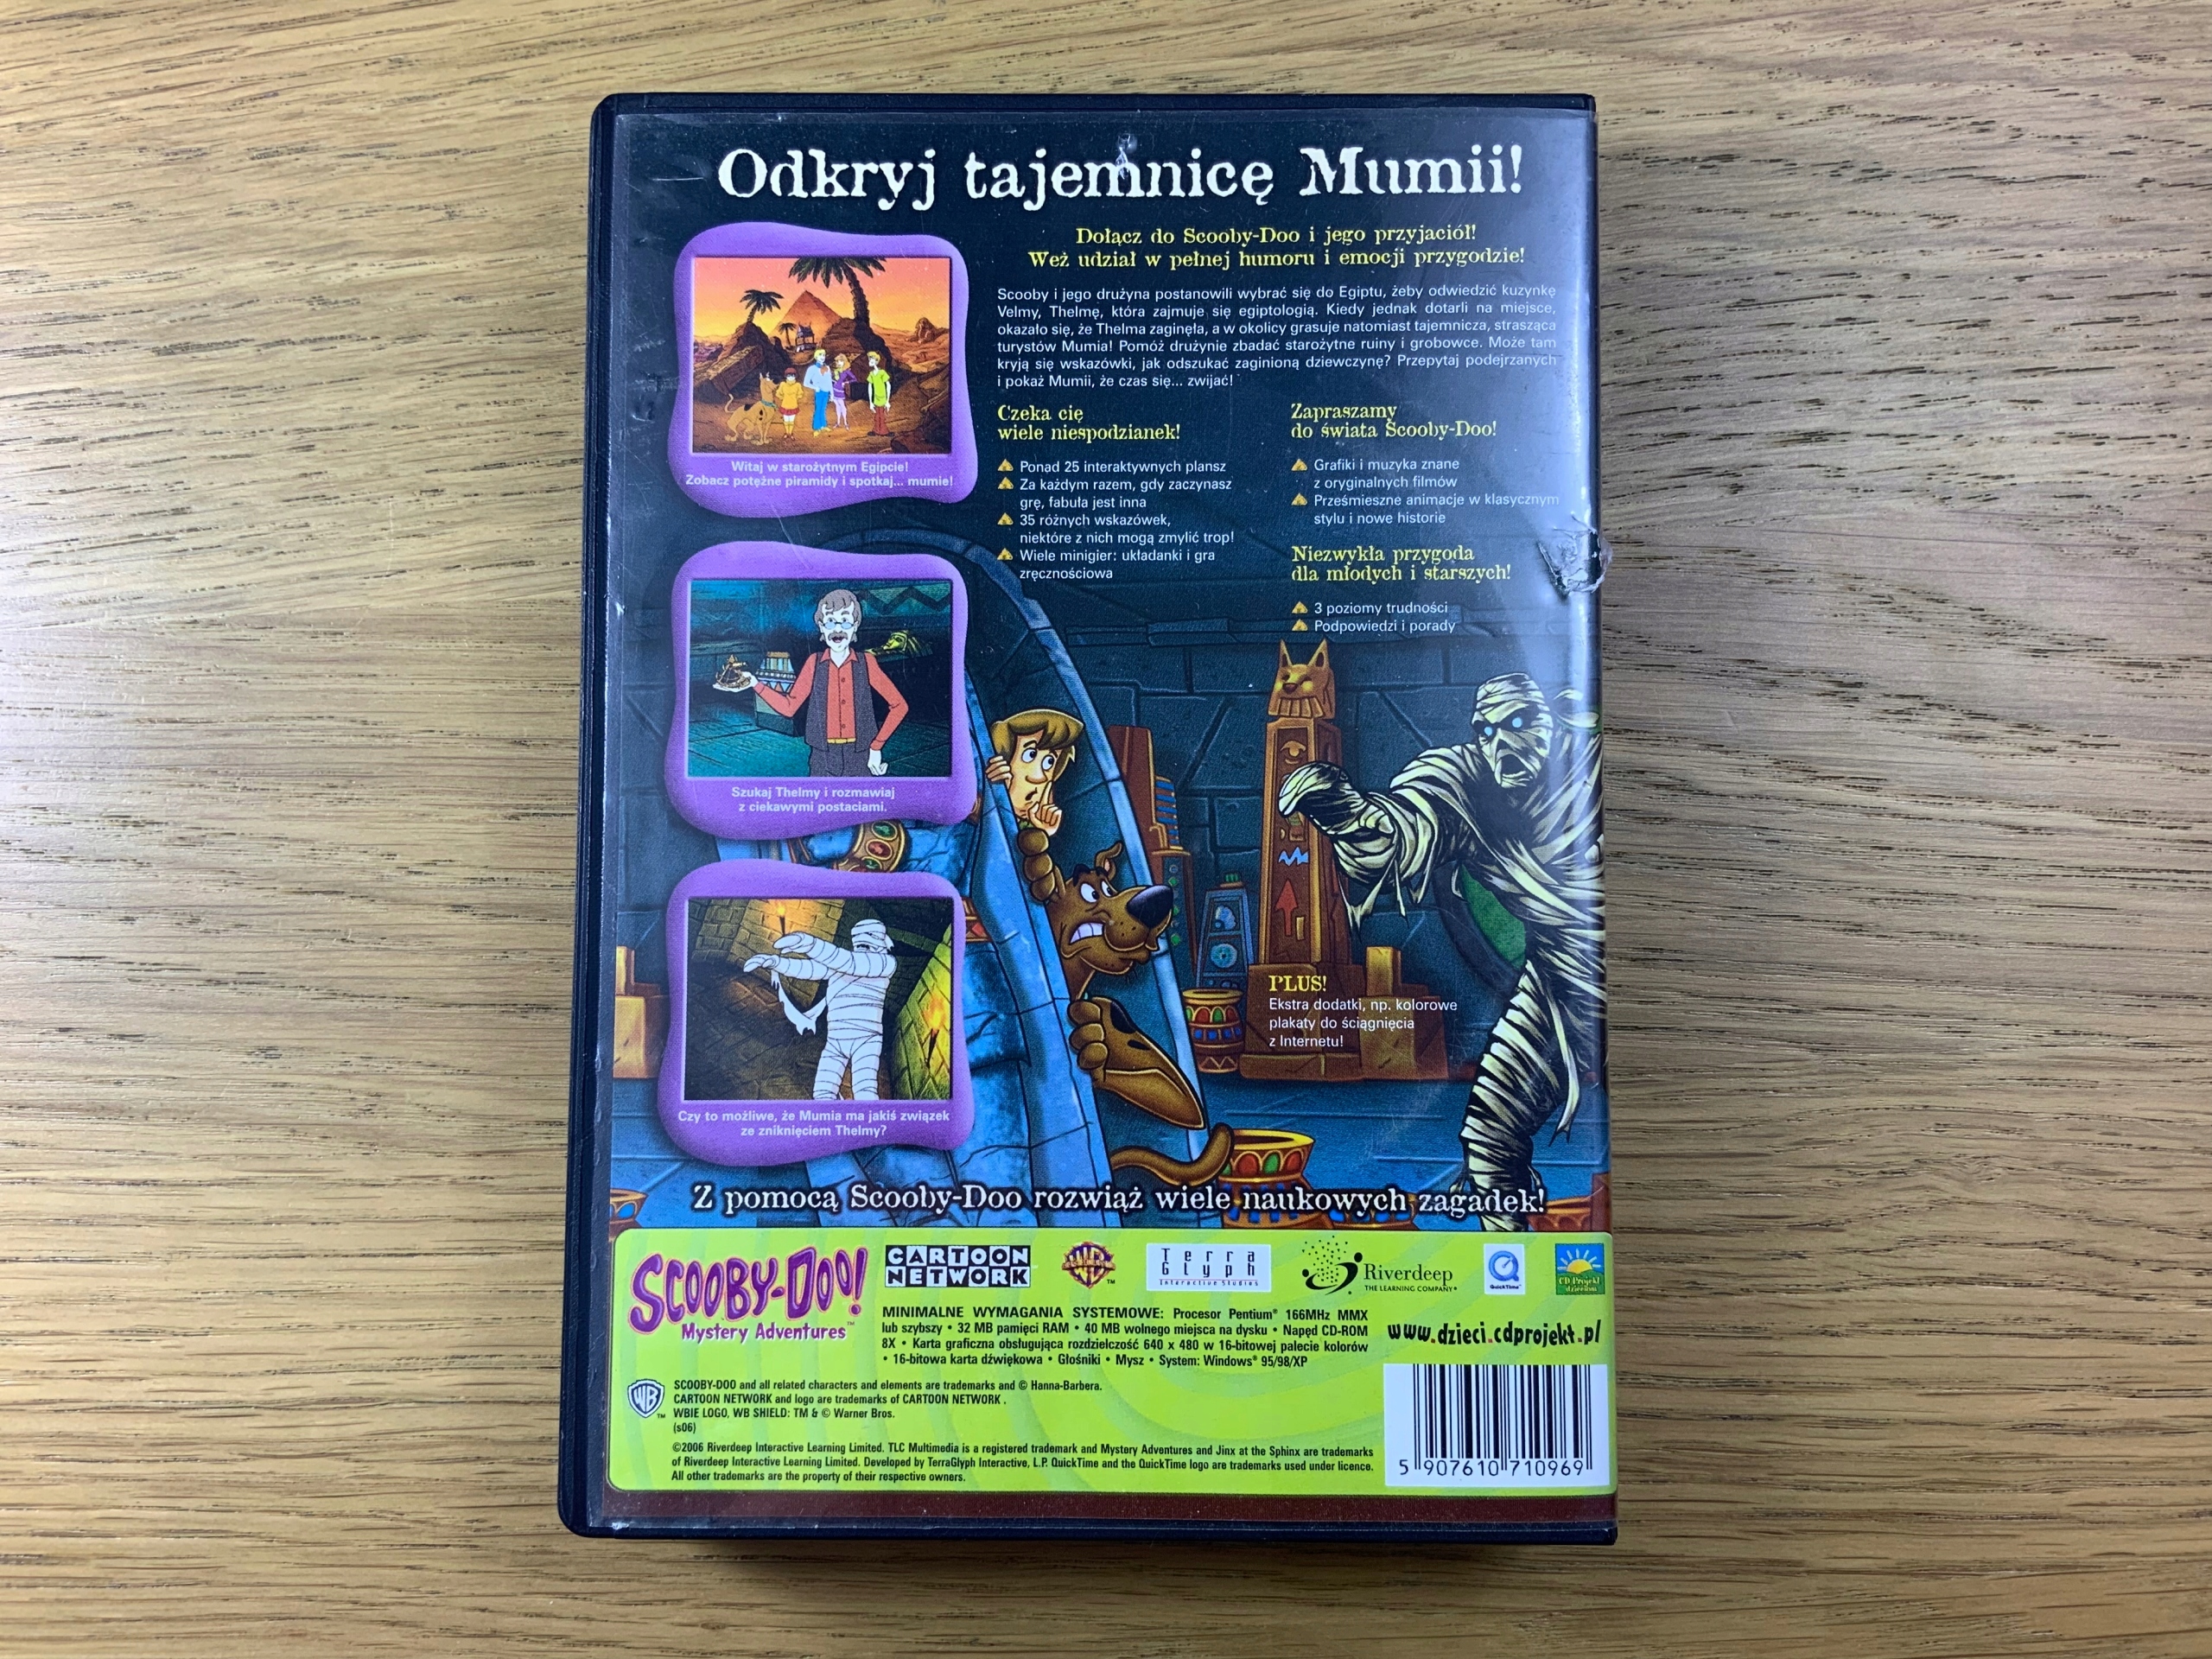 Odkryj tajemnicę Mumii!
Dołącz do Scooby-Doo i jego przyjaciół!
Weź udział w pełnej humoru i emocji przygodzie!
Scooby i jego drużyna postanowili wybrać się do Egiptu, żeby odwiedzić kuzynkę
Velmy, Thelmę, która zajmuje się egiptologią. Kiedy jednak dotarli na miejsce,
okazało się, że Thelma zaginęła, a w okolicy grasuje natomiast tajemnicza, strasząca
turystów Mumia! Pomóż drużynie zbadać starożytne ruiny i grobowce. Może tam
kryją się wskazówki, jak odszukać zaginioną dziewczynę? Przepytaj podejrzanych
i pokaż Mumii, że czas się... zwijać!
Witaj w starożytnym Egipcie!
Zobacz potężne piramidy i spotkaj... mumie!
Czeka cię
wiele niespodzianek!
Ponad 25 interaktywnych plansz
Za każdym razem, gdy zaczynasz
grę, fabuła jest inna
35 różnych wskazówek,
niektóre z nich mogą zmylić trop!
Wiele minigier: układanki i gra
zręcznościowa
Zapraszamy
do świata Scooby-Doo!
Grafiki i muzyka znane
z oryginalnych filmów
Prześmieszne animacje w klasycznym
stylu i nowe historie
Niezwykła przygoda
dla młodych i starszych!
3 poziomy trudności
Podpowiedzi i porady
Szukaj Thelmy i rozmawiaj
z ciekawymi postaciami.
PLUS!
Ekstra dodatki, np. kolorowe
plakaty do ściągnięcia
z Internetu!
Czy to możliwe, że Mumia ma jakiś związek
ze zniknięciem Thelmy?
Z pomocą Scooby-Doo rozwiąż wiele naukowych zagadek!
SCOOBY-DOO!
Mystery Adventures™
CARTOON
NETWORK
Terra
Glyph
Interactive Studios
Riverdeep
THE LEARNING COMPANY®
QuickTime™
CD Projekt
dzieciom
MINIMALNE WYMAGANIA SYSTEMOWE: Procesor Pentium® 166MHz MMX
lub szybszy • 32 MB pamięci RAM • 40 MB wolnego miejsca na dysku • Napęd CD-ROM
8X • Karta graficzna obsługująca rozdzielczość 640 x 480 w 16-bitowej palecie kolorów
• 16-bitowa karta dźwiękowa • Głośniki • Mysz • System: Windows® 95/98/XP
www.dzieci.cdprojekt.pl
WB™
SCOOBY-DOO and all related characters and elements are trademarks and © Hanna-Barbera.
CARTOON NETWORK and logo are trademarks of CARTOON NETWORK .
WBIE LOGO, WB SHIELD: TM & © Warner Bros.
(s06)
©2006 Riverdeep Interactive Learning Limited. TLC Multimedia is a registered trademark and Mystery Adventures and Jinx at the Sphinx are trademarks
of Riverdeep Interactive Learning Limited. Developed by TerraGlyph Interactive, L.P. QuickTime and the QuickTime logo are trademarks used under licence.
All other trademarks are the property of their respective owners.
5 907610 710969